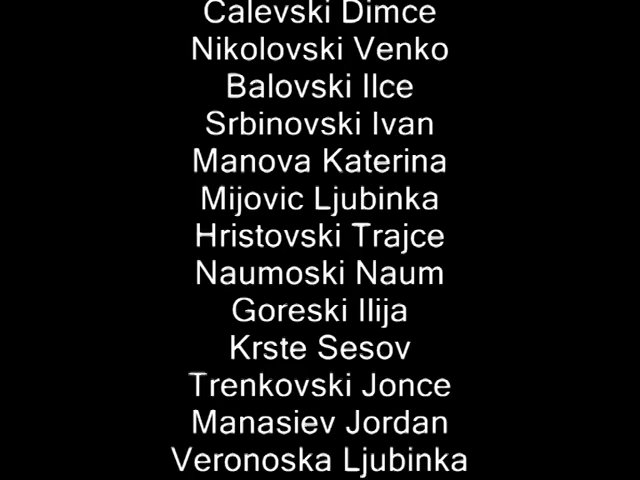 Calevski Dimce
Nikolovski Venko
Balovski Ilce
Srbinovski Ivan
Manova Katerina
Mijovic Ljubinka
Hristovski Trajce
Naumoski Naum
Goreski Ilija
Krste Sesov
Trenkovski Jonce
Manasiev Jordan
Veronoska Ljubinka